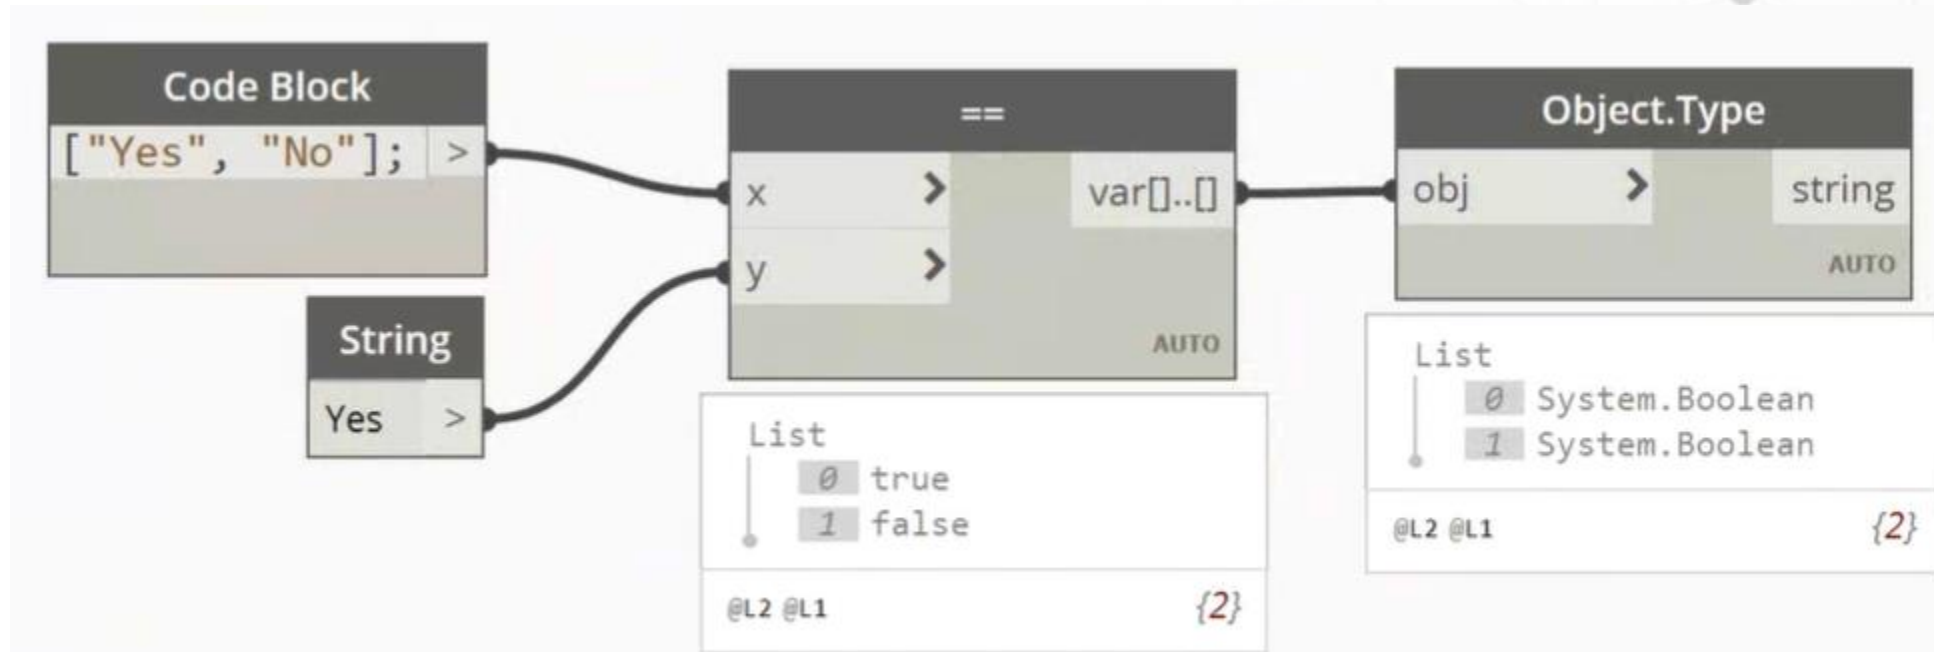 Code Block
["Yes", "No"]; >
String
Yes >
==
x > var[]..[]
y >
AUTO
List
0 true
1 false
@L2 @L1 {2}
Object.Type
obj > string
AUTO
List
0 System.Boolean
1 System.Boolean
@L2 @L1 {2}